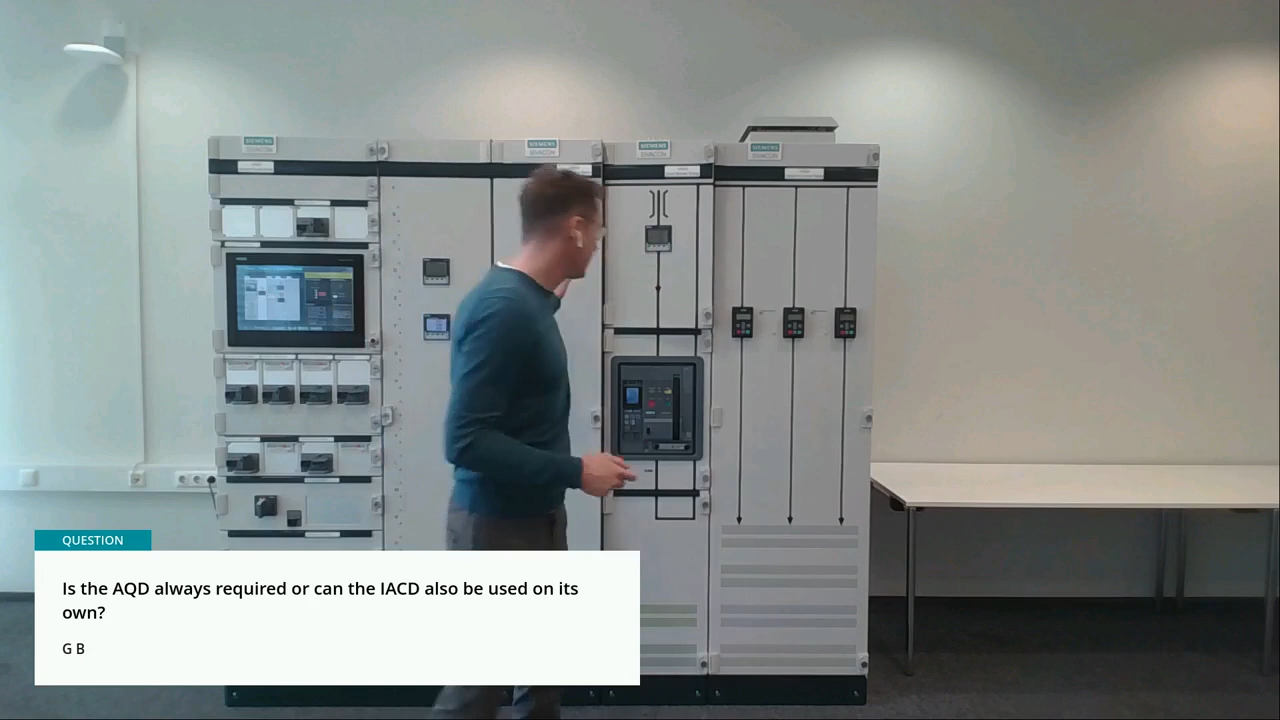 SIEMENS
SIVACON
SIEMENS
SIVACON
SIEMENS
SIVACON
SIEMENS
SIVACON
QUESTION
Is the AQD always required or can the IACD also be used on its
own?
G B